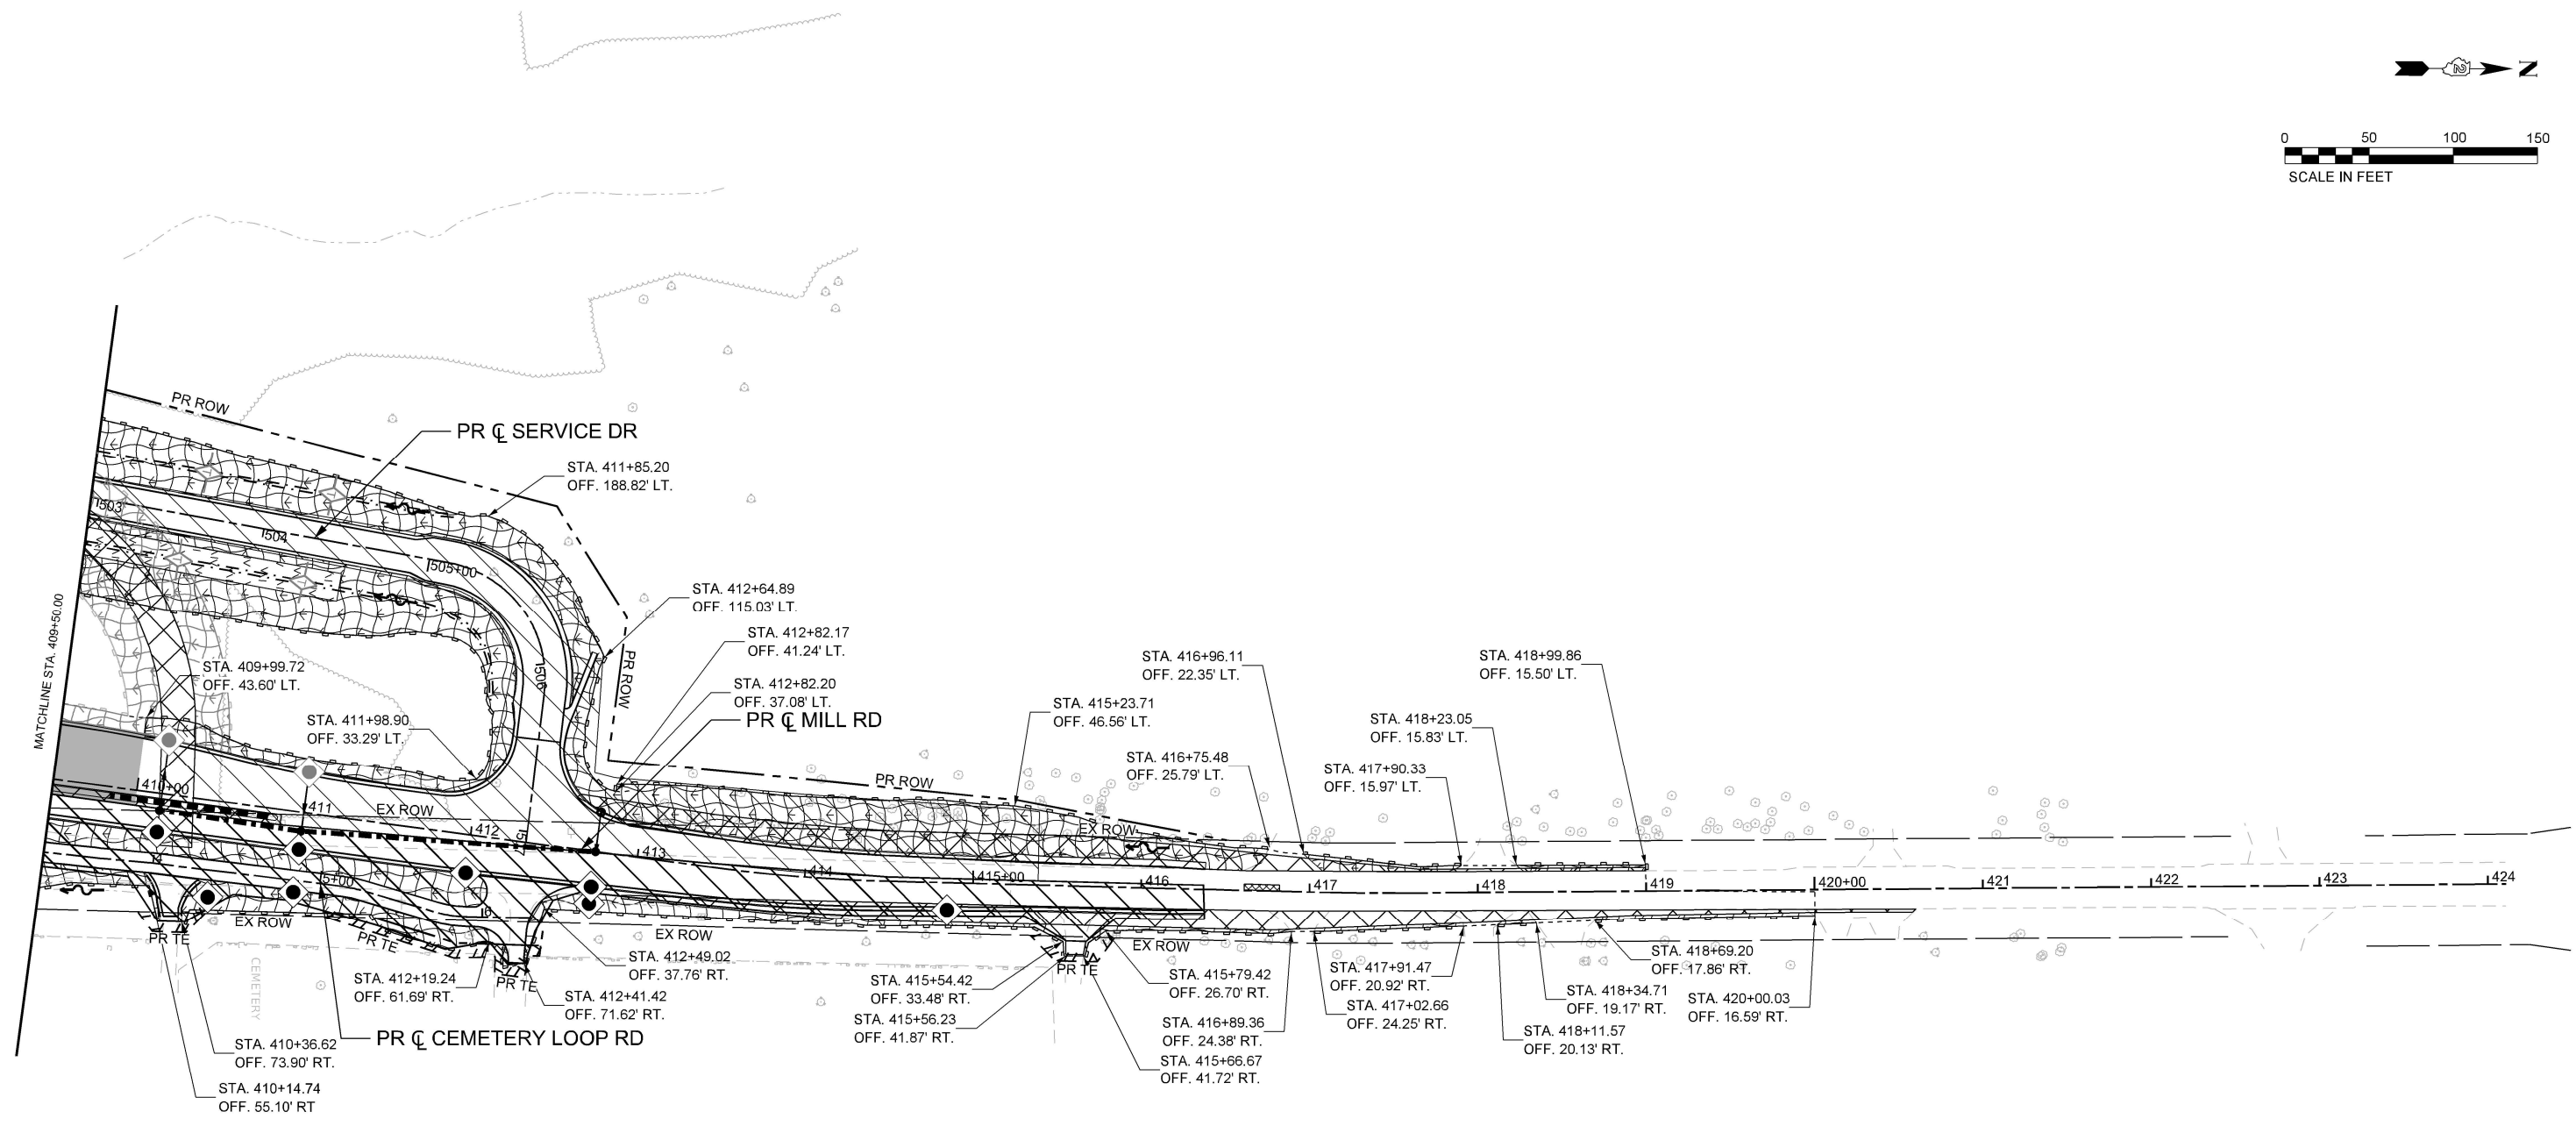 N
2
0 50 100 150
SCALE IN FEET
PR ROW
PR ℄ SERVICE DR
STA. 411+85.20
OFF. 188.82' LT.
503
504
505+00
506
STA. 412+64.89
OFF. 115.03' LT.
STA. 412+82.17
OFF. 41.24' LT.
PR ROW
MATCHLINE STA. 409+50.00
STA. 409+99.72
OFF. 43.60' LT.
STA. 412+82.20
OFF. 37.08' LT.
PR ℄ MILL RD
STA. 411+98.90
OFF. 33.29' LT.
STA. 416+96.11
OFF. 22.35' LT.
STA. 418+99.86
OFF. 15.50' LT.
STA. 415+23.71
OFF. 46.56' LT.
STA. 418+23.05
OFF. 15.83' LT.
STA. 416+75.48
OFF. 25.79' LT.
STA. 417+90.33
OFF. 15.97' LT.
PR ROW
410+00
411
EX ROW
412
413
414
415+00
416
417
418
419
420+00
421
422
423
424
EX ROW
5+00
6
EX ROW
PR TE
PR TE
EX ROW
EX ROW
PR TE
PR TE
CEMETERY
STA. 412+19.24
OFF. 61.69' RT.
STA. 412+49.02
OFF. 37.76' RT.
STA. 412+41.42
OFF. 71.62' RT.
STA. 415+54.42
OFF. 33.48' RT.
STA. 415+56.23
OFF. 41.87' RT.
STA. 415+79.42
OFF. 26.70' RT.
STA. 416+89.36
OFF. 24.38' RT.
STA. 415+66.67
OFF. 41.72' RT.
STA. 417+91.47
OFF. 20.92' RT.
STA. 417+02.66
OFF. 24.25' RT.
STA. 418+69.20
OFF. 17.86' RT.
STA. 418+34.71
OFF. 19.17' RT.
STA. 418+11.57
OFF. 20.13' RT.
STA. 420+00.03
OFF. 16.59' RT.
PR ℄ CEMETERY LOOP RD
STA. 410+36.62
OFF. 73.90' RT.
STA. 410+14.74
OFF. 55.10' RT